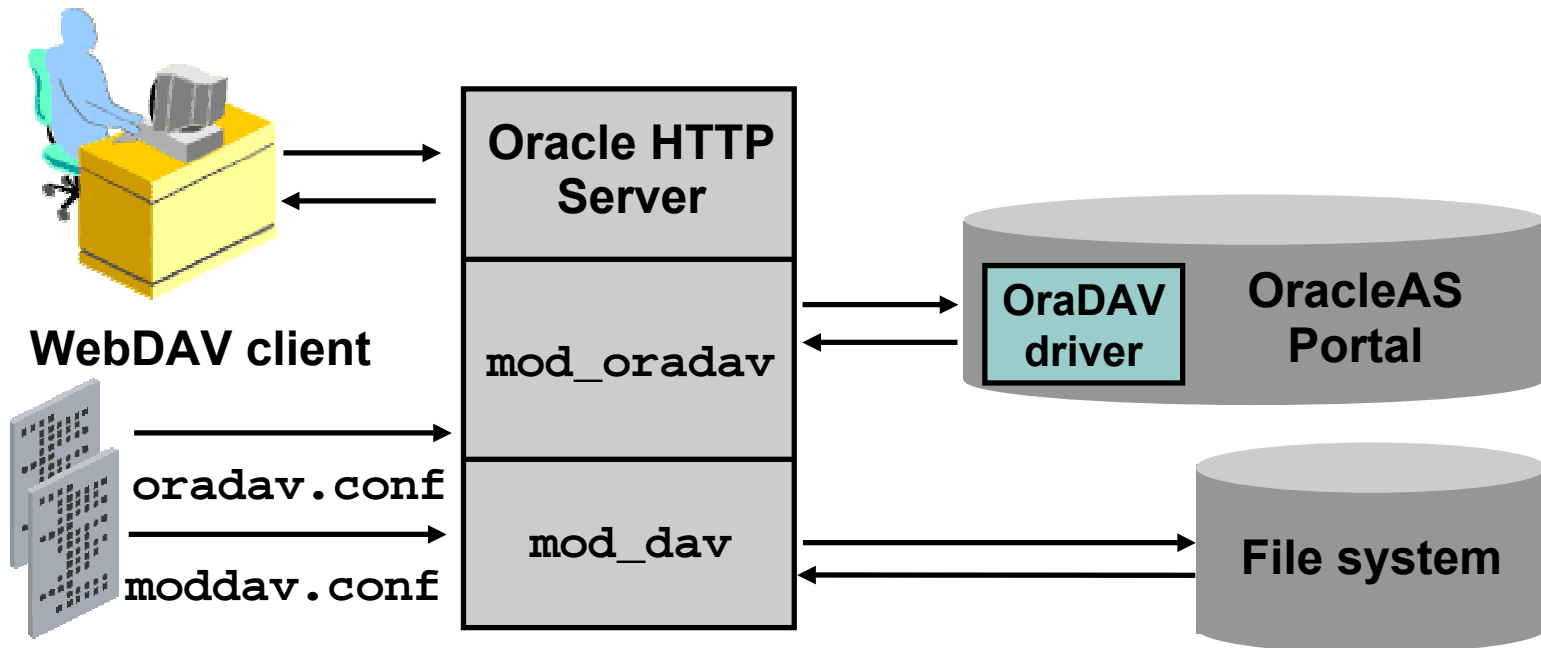 Oracle HTTP
Server
WebDAV client
mod_oradav
OraDAV
driver
OracleAS
Portal
oradav.conf
moddav.conf
mod_dav
File system